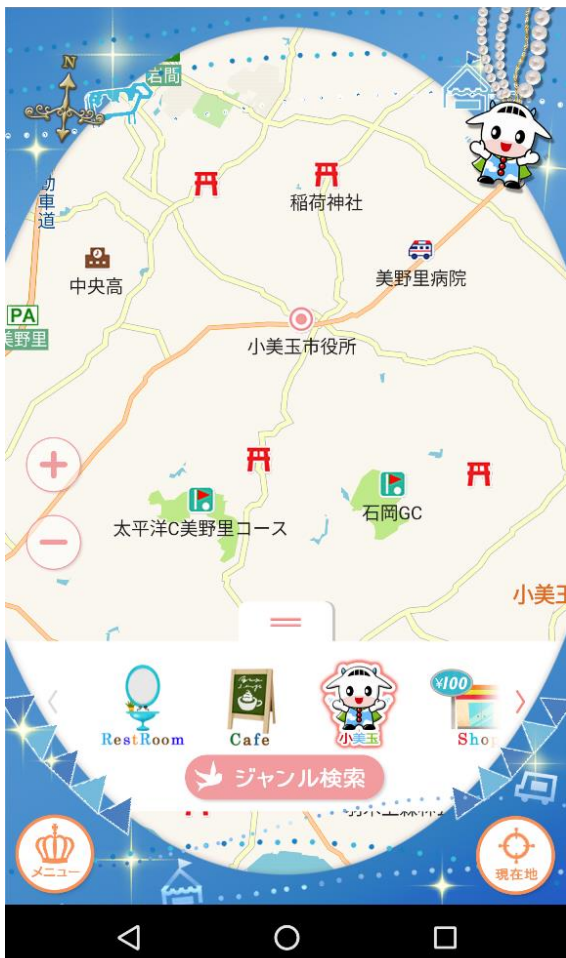 N
岩間
動
車
道
稲荷神社
中央高
美野里病院
PA
美野里
小美玉市役所
太平洋C美野里コース
石岡GC
小美玉
RestRoom
Cafe
小美玉
¥100
Shop
ジャンル検索
メニュー
現在地